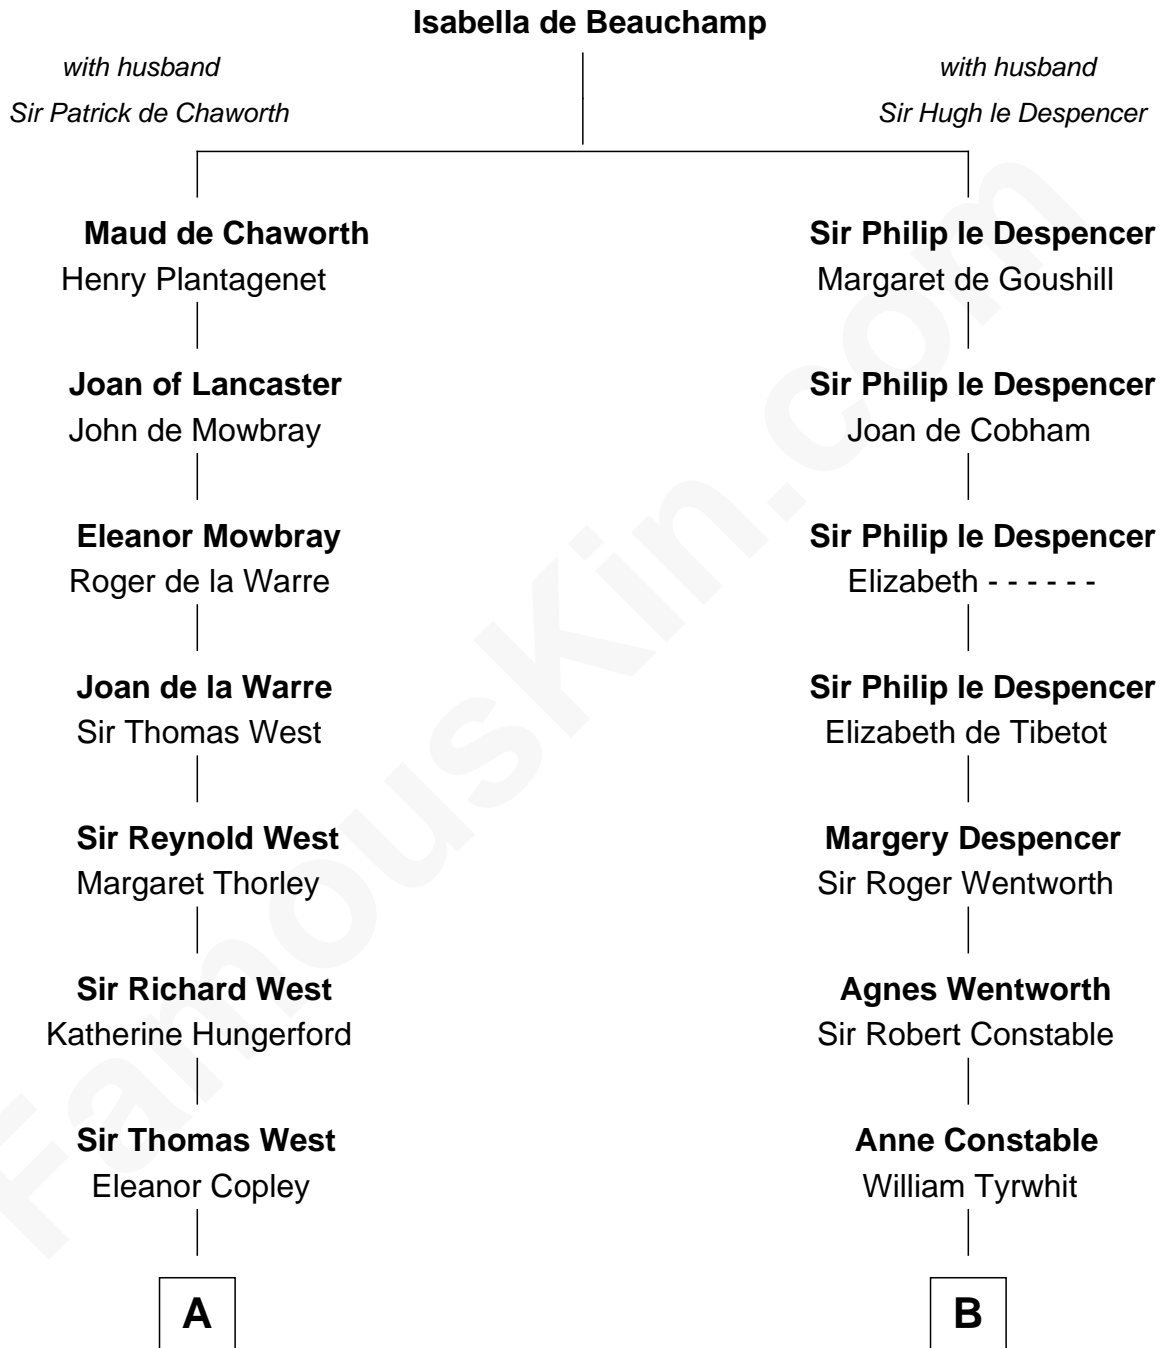 Isabella de Beauchamp
with husband
Sir Patrick de Chaworth
with husband
Sir Hugh le Despencer
Maud de Chaworth
Henry Plantagenet
Sir Philip le Despencer
Margaret de Goushill
Joan of Lancaster
John de Mowbray
Sir Philip le Despencer
Joan de Cobham
Eleanor Mowbray
Roger de la Warre
Sir Philip le Despencer
Elizabeth - - - - - -
Joan de la Warre
Sir Thomas West
Sir Philip le Despencer
Elizabeth de Tibetot
Sir Reynold West
Margaret Thorley
Margery Despencer
Sir Roger Wentworth
Sir Richard West
Katherine Hungerford
Agnes Wentworth
Sir Robert Constable
Sir Thomas West
Eleanor Copley
Anne Constable
William Tyrwhit
A
B
FamousKin.com